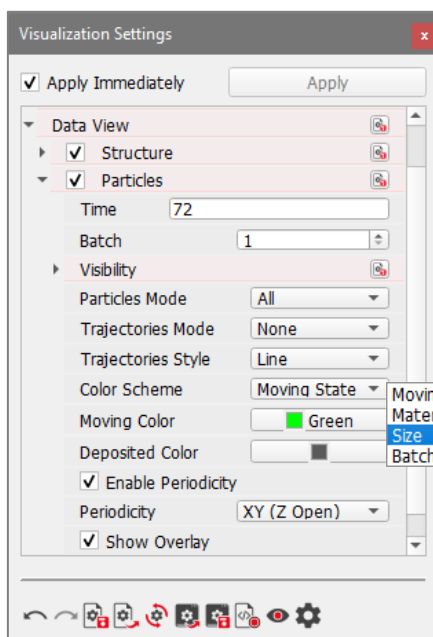 Visualization Settings
x
Apply Immediately
Apply
Data View
Structure
Particles
Time 72
Batch 1
Visibility
Particles Mode All
Trajectories Mode None
Trajectories Style Line
Color Scheme Moving State
Movin
Mater
Size
Batch
Moving Color Green
Deposited Color
Enable Periodicity
Periodicity XY (Z Open)
Show Overlay